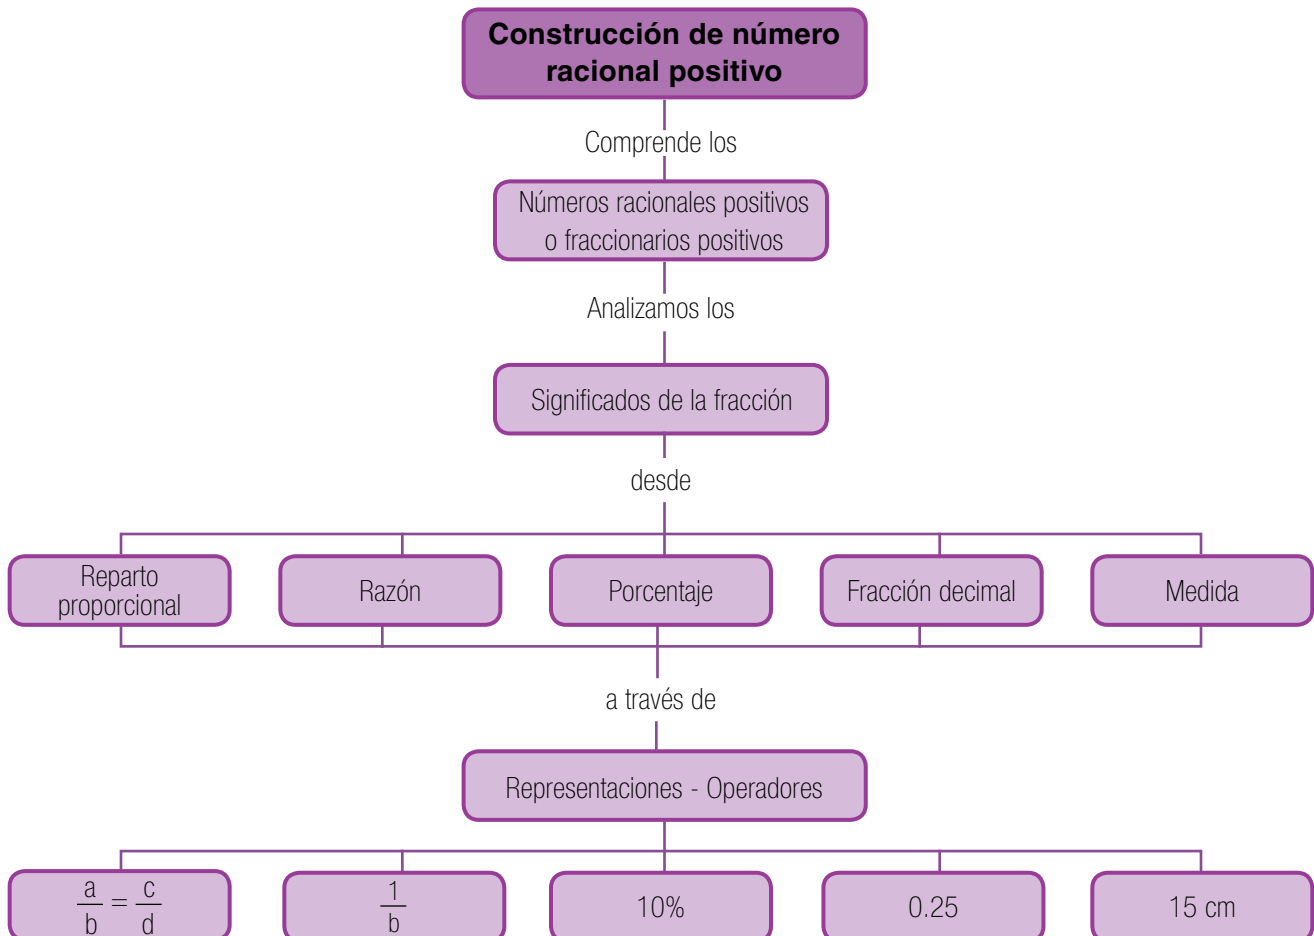 Construcción de número
racional positivo
Comprende los
Números racionales positivos
o fraccionarios positivos
Analizamos los
Significados de la fracción
desde
Reparto
proporcional
Razón
Porcentaje
Fracción decimal
Medida
a través de
Representaciones - Operadores
a/b = c/d
1/b
10%
0.25
15 cm